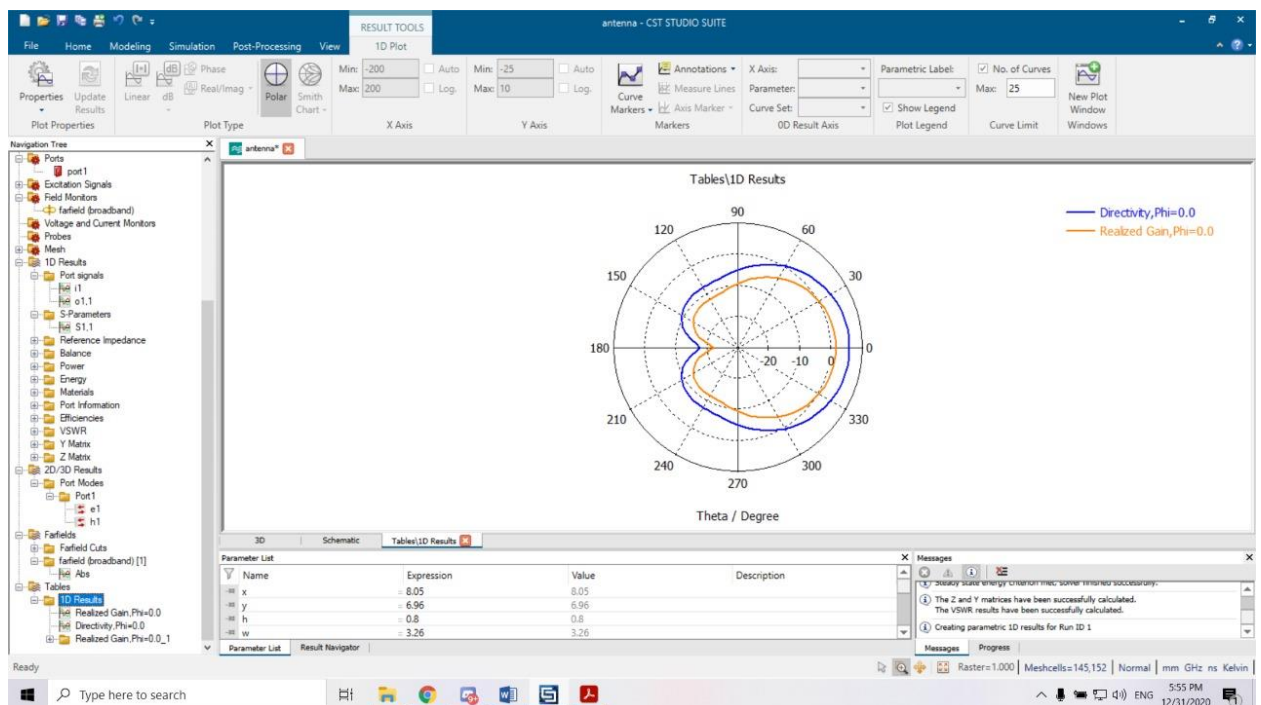 RESULT TOOLS
antenna - CST STUDIO SUITE
File Home Modeling Simulation Post-Processing View 1D Plot
Properties
Update Results
Linear
dB
Phase
Real/Imag
Polar
Smith Chart
Min: -200 Auto
Max: 200 Log.
Min: -25 Auto
Max: 10 Log.
Curve Markers
Annotations
Measure Lines
Axis Marker
X Axis:
Parameter:
Curve Set:
Parametric Label:
Show Legend
No. of Curves
Max: 25
New Plot Window
Plot Properties Plot Type X Axis Y Axis Markers 0D Result Axis Plot Legend Curve Limit Windows
Navigation Tree
Ports
port1
Excitation Signals
Field Monitors
farfield (broadband)
Voltage and Current Monitors
Probes
Mesh
1D Results
Port signals
i1
o1,1
S-Parameters
S1,1
Reference Impedance
Balance
Power
Energy
Materials
Port Information
Efficiencies
VSWR
Y Matrix
Z Matrix
2D/3D Results
Port Modes
Port1
e1
h1
Farfields
Farfield Cuts
farfield (broadband) [1]
Abs
Tables
1D Results
Realized Gain,Phi=0.0
Directivity,Phi=0.0
Realized Gain,Phi=0.0_1
antenna*
Tables\1D Results
90
120 60
150 30
180 -20 -10 0 0
210 330
240 300
270
Theta / Degree
Directivity,Phi=0.0
Realized Gain,Phi=0.0
3D Schematic Tables\1D Results
Parameter List
Name Expression Value Description
x = 8.05 8.05
y = 6.96 6.96
h = 0.8 0.8
w = 3.26 3.26
Parameter List Result Navigator
Messages
Steady state energy criterion met, solver finished successfully.
The Z and Y matrices have been successfully calculated.
The VSWR results have been successfully calculated.
Creating parametric 1D results for Run ID 1
Messages Progress
Ready
Raster=1.000 Meshcells=145,152 Normal mm GHz ns Kelvin
Type here to search
ENG
5:55 PM
12/31/2020